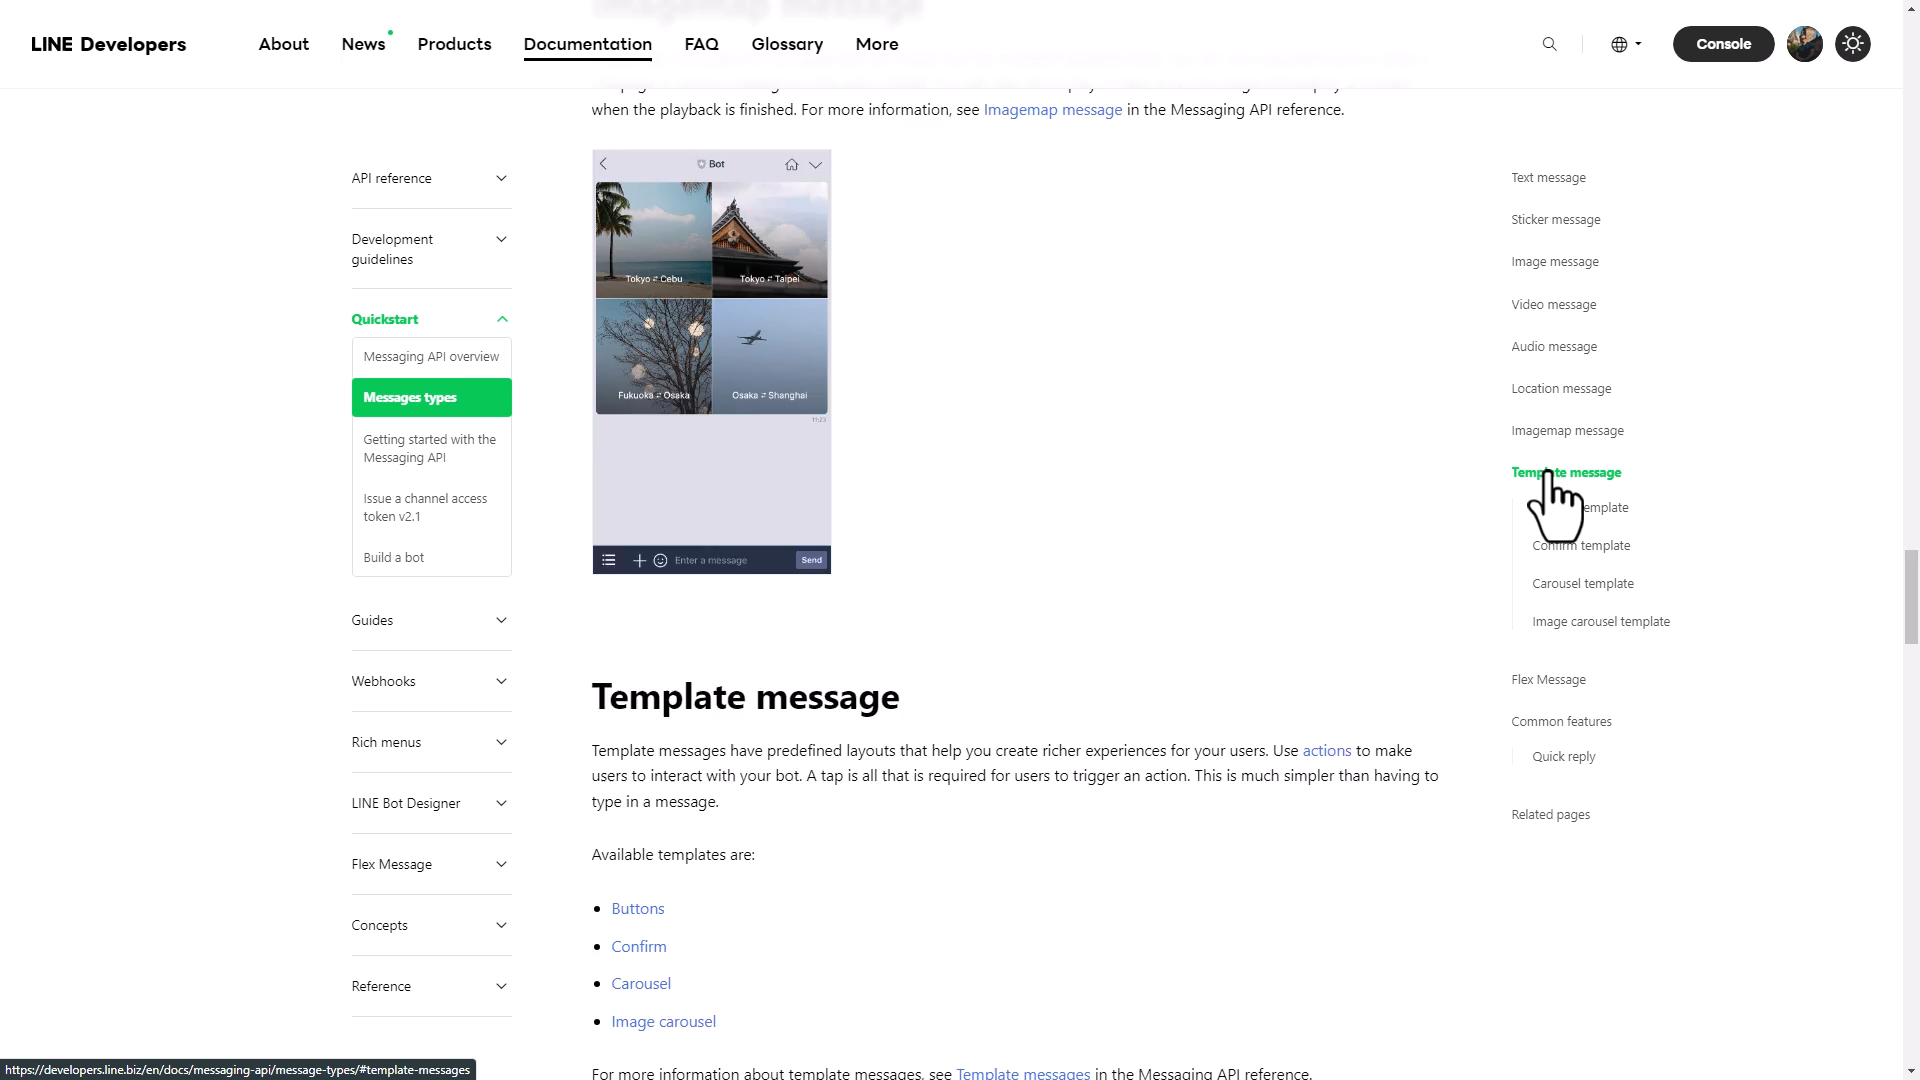 LINE Developers
About
News
Products
Documentation
FAQ
Glossary
More
Console
when the playback is finished. For more information, see Imagemap message in the Messaging API reference.
API reference
Development
guidelines
Quickstart
Messaging API overview
Messages types
Getting started with the
Messaging API
Issue a channel access
token v2.1
Build a bot
Guides
Webhooks
Rich menus
LINE Bot Designer
Flex Message
Concepts
Reference
Bot
Tokyo ⇄ Cebu
Tokyo ⇄ Taipei
Fukuoka ⇄ Osaka
Osaka ⇄ Shanghai
11:23
Enter a message
Send
Template message
Template messages have predefined layouts that help you create richer experiences for your users. Use actions to make
users to interact with your bot. A tap is all that is required for users to trigger an action. This is much simpler than having to
type in a message.
Available templates are:
• Buttons
• Confirm
• Carousel
• Image carousel
For more information about template messages, see Template messages in the Messaging API reference.
Text message
Sticker message
Image message
Video message
Audio message
Location message
Imagemap message
Template message
emplate
Confirm template
Carousel template
Image carousel template
Flex Message
Common features
Quick reply
Related pages
https://developers.line.biz/en/docs/messaging-api/message-types/#template-messages